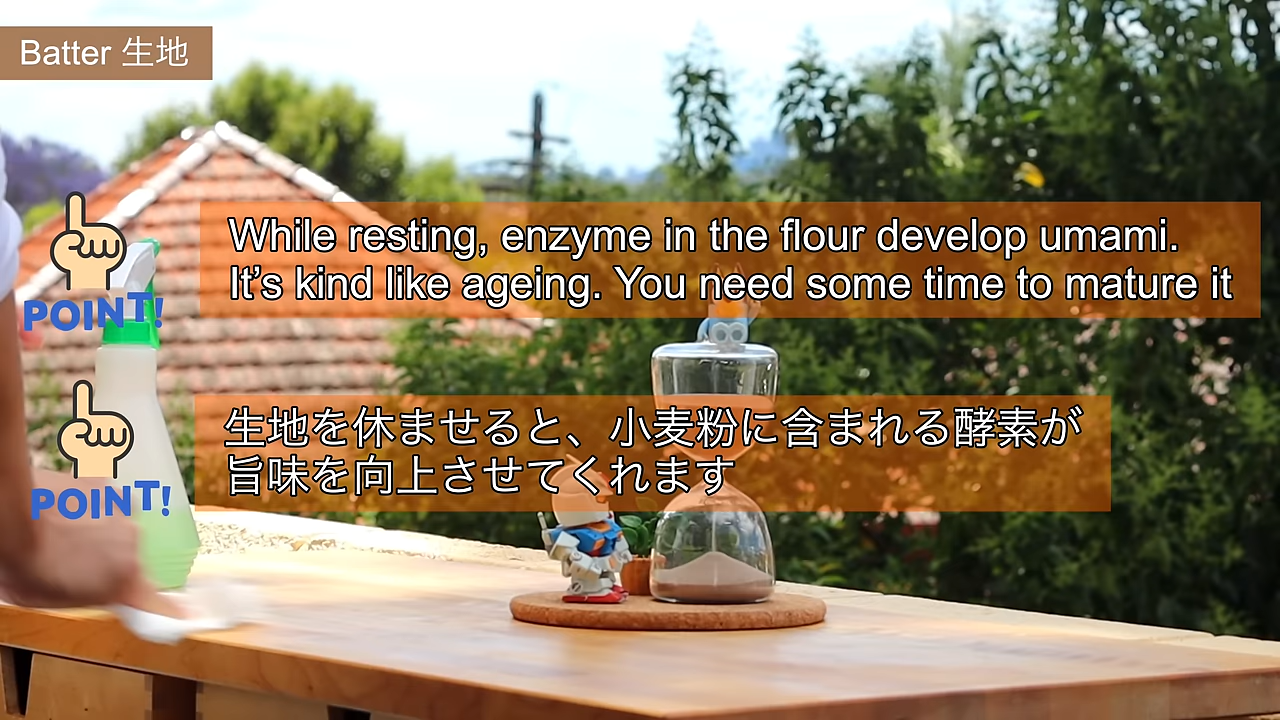 Batter 生地
While resting, enzyme in the flour develop umami.
It’s kind like ageing. You need some time to mature it
POINT!
生地を休ませると、小麦粉に含まれる酵素が
旨味を向上させてくれます
POINT!